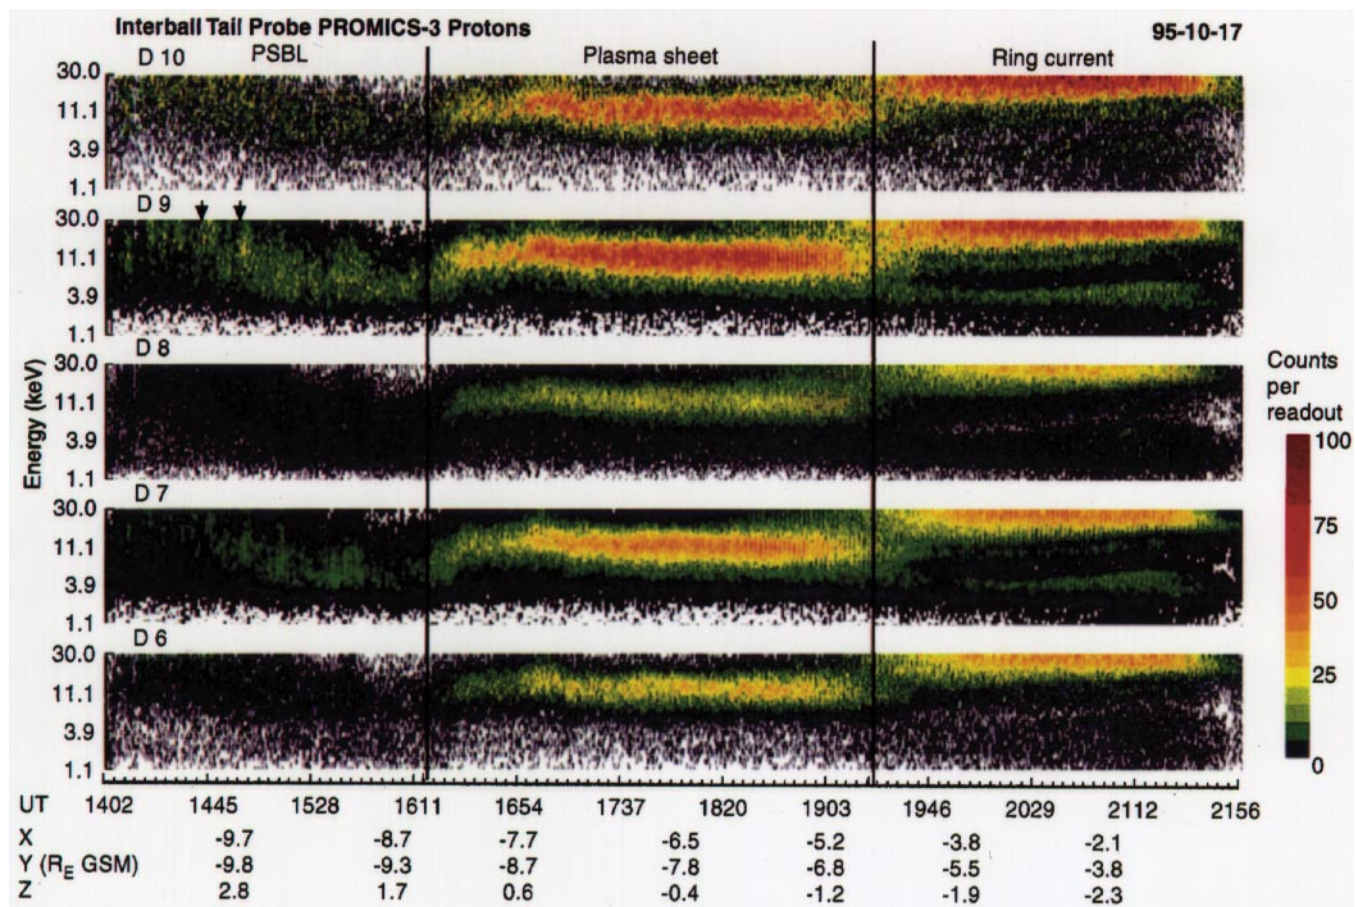 Interball Tail Probe PROMICS-3 Protons
95-10-17
D 10 PSBL Plasma sheet Ring current
30.0
11.1
3.9
1.1
D 9
30.0
11.1
3.9
1.1
D 8
30.0
11.1
3.9
1.1
D 7
30.0
11.1
3.9
1.1
D 6
30.0
11.1
3.9
1.1
Energy (keV)
Counts
per
readout
100
75
50
25
0
UT 1402 1445 1528 1611 1654 1737 1820 1903 1946 2029 2112 2156
X -9.7 -8.7 -7.7 -6.5 -5.2 -3.8 -2.1
Y (RE GSM) -9.8 -9.3 -8.7 -7.8 -6.8 -5.5 -3.8
Z 2.8 1.7 0.6 -0.4 -1.2 -1.9 -2.3